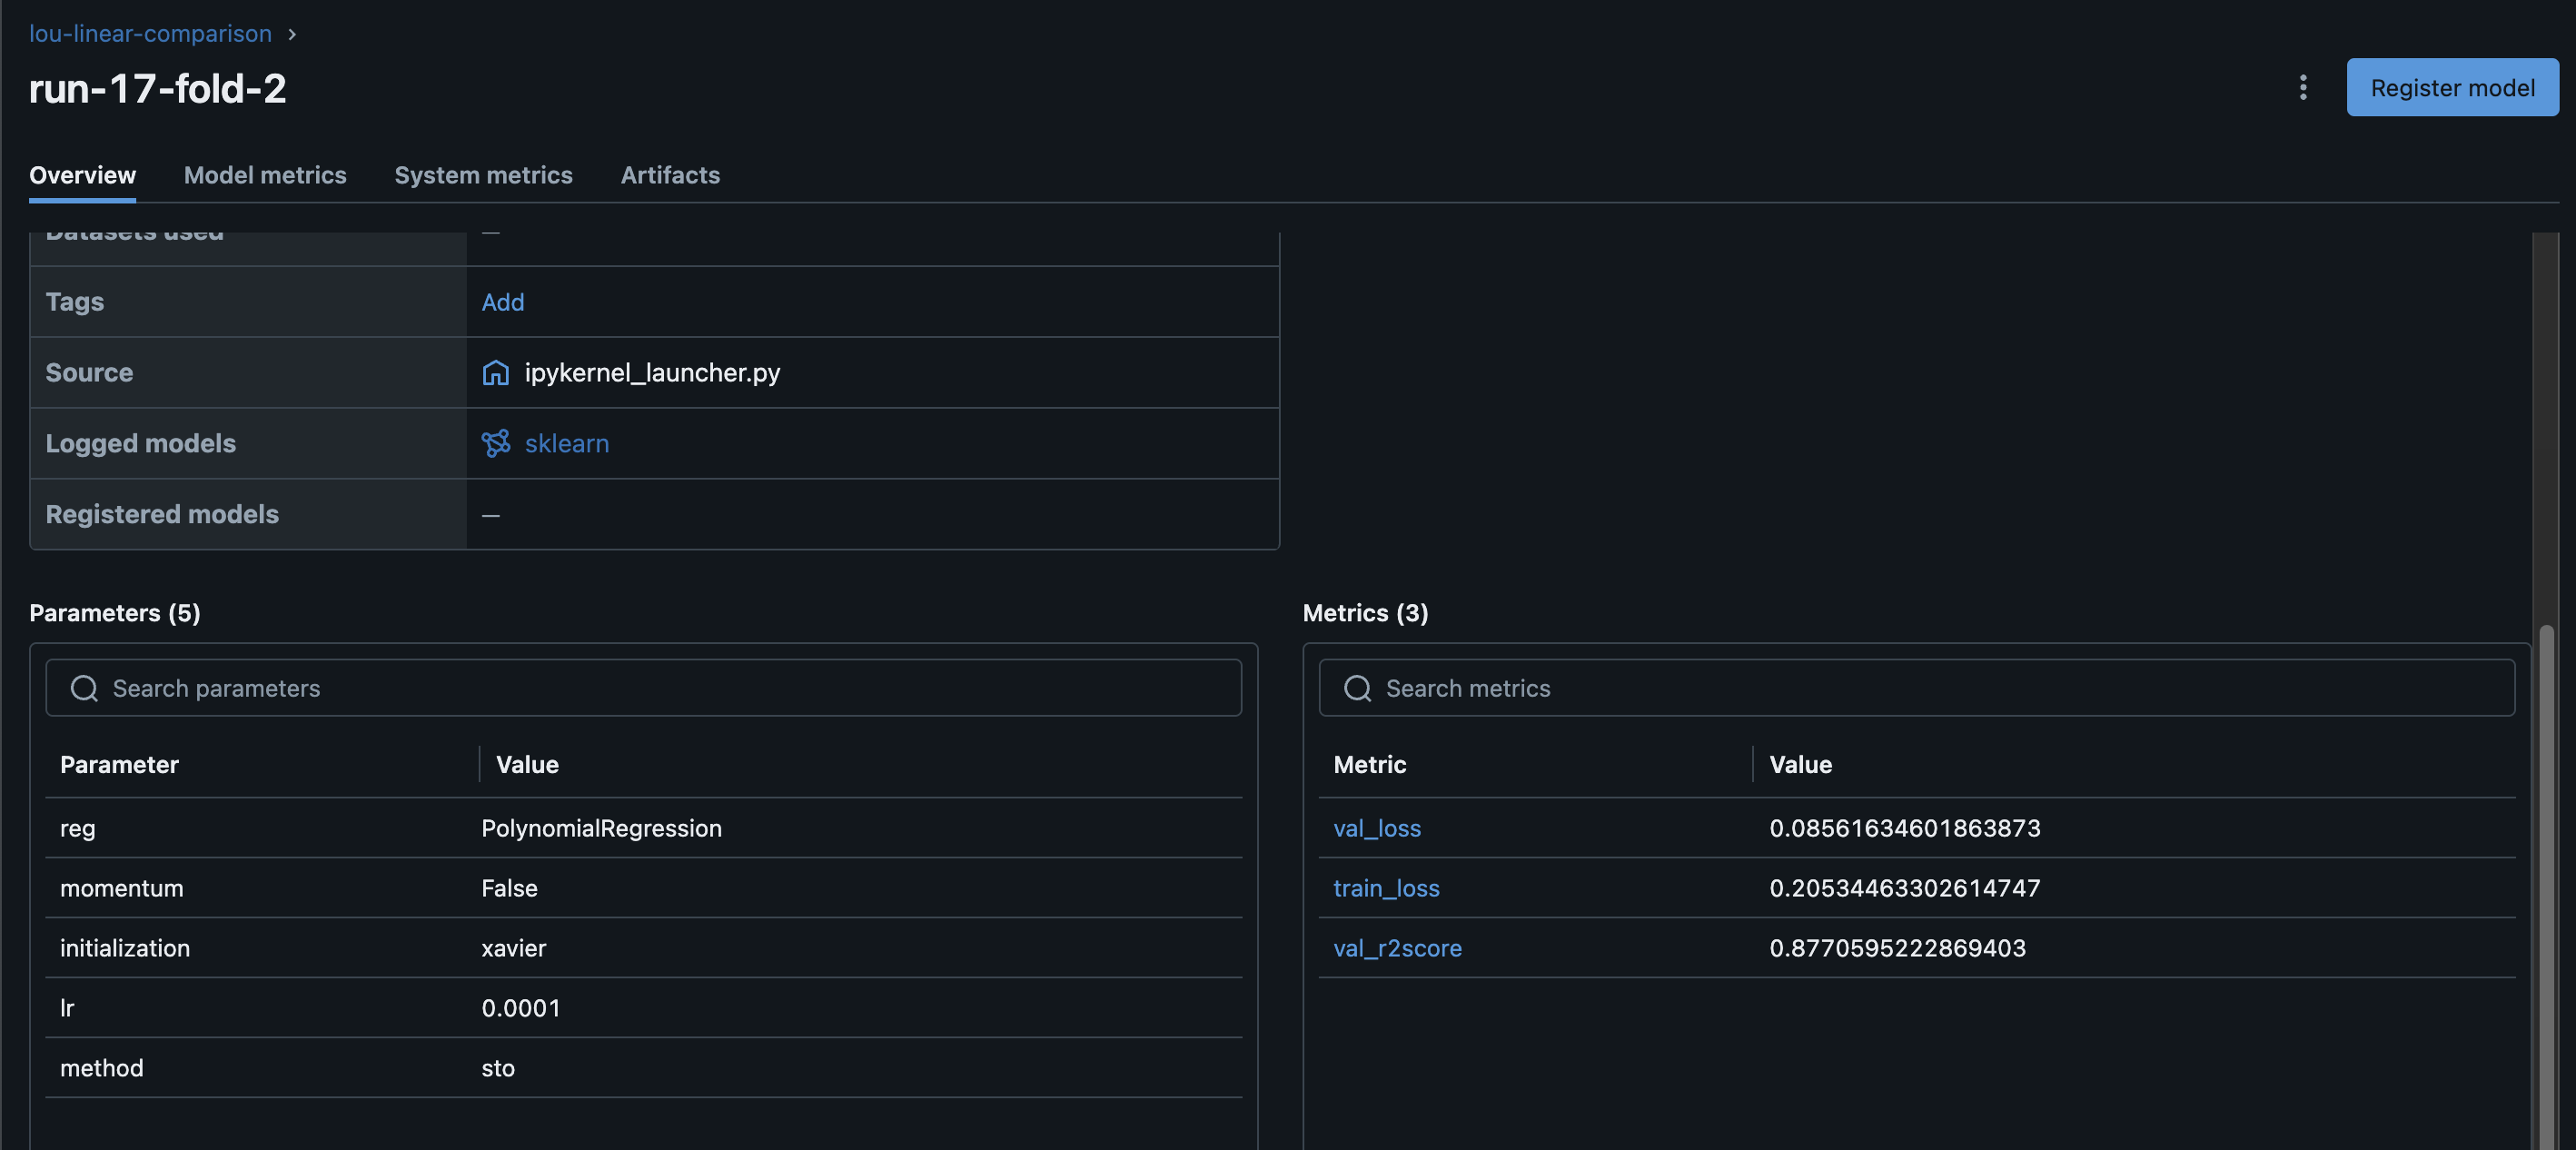 lou-linear-comparison
run-17-fold-2
Register model
Overview Model metrics System metrics Artifacts
Datasets used —
Tags Add
Source ipykernel_launcher.py
Logged models sklearn
Registered models —
Parameters (5)
Search parameters
Parameter Value
reg PolynomialRegression
momentum False
initialization xavier
lr 0.0001
method sto
Metrics (3)
Search metrics
Metric Value
val_loss 0.08561634601863873
train_loss 0.20534463302614747
val_r2score 0.8770595222869403